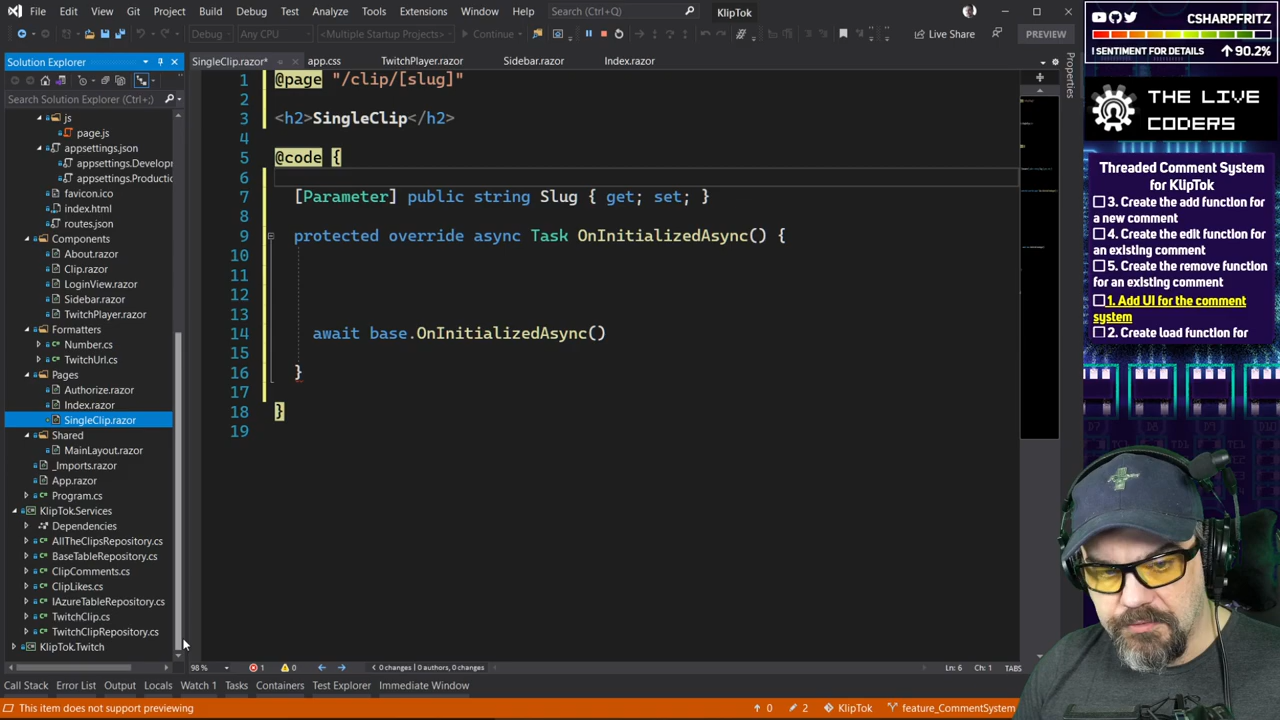 File Edit View Git Project Build Debug Test Analyze Tools Extensions Window Help Search (Ctrl+Q) KlipTok
Debug Any CPU <Multiple Startup Projects> Continue Live Share PREVIEW
Solution Explorer
Search Solution Explorer (Ctrl+;)
js
page.js
appsettings.json
appsettings.Develop
appsettings.Productio
favicon.ico
index.html
routes.json
Components
About.razor
Clip.razor
LoginView.razor
Sidebar.razor
TwitchPlayer.razor
Formatters
Number.cs
TwitchUrl.cs
Pages
Authorize.razor
Index.razor
SingleClip.razor
Shared
MainLayout.razor
_Imports.razor
App.razor
Program.cs
KlipTok.Services
Dependencies
AllTheClipsRepository.cs
BaseTableRepository.cs
ClipComments.cs
ClipLikes.cs
IAzureTableRepository.cs
TwitchClip.cs
TwitchClipRepository.cs
KlipTok.Twitch
SingleClip.razor* app.css TwitchPlayer.razor Sidebar.razor Index.razor
1 @page "/clip/[slug]"
2
3 <h2>SingleClip</h2>
4
5 @code {
6
7 [Parameter] public string Slug { get; set; }
8
9 protected override async Task OnInitializedAsync() {
10
11
12
13
14 await base.OnInitializedAsync()
15
16 }
17
18 }
19
Properties
98% 1 0 0 changes | 0 authors, 0 changes Ln: 6 Ch: 1 TABS
Call Stack Error List Output Locals Watch 1 Tasks Containers Test Explorer Immediate Window
This item does not support previewing 0 2 KlipTok feature_CommentSystem
CSHARPFRITZ
! SENTIMENT FOR DETAILS 90.2%
THE LIVE
CODERS
Threaded Comment System
for KlipTok
3. Create the add function for
a new comment
4. Create the edit function for
an existing comment
5. Create the remove function
for an existing comment
1. Add UI for the comment
system
2. Create load function for